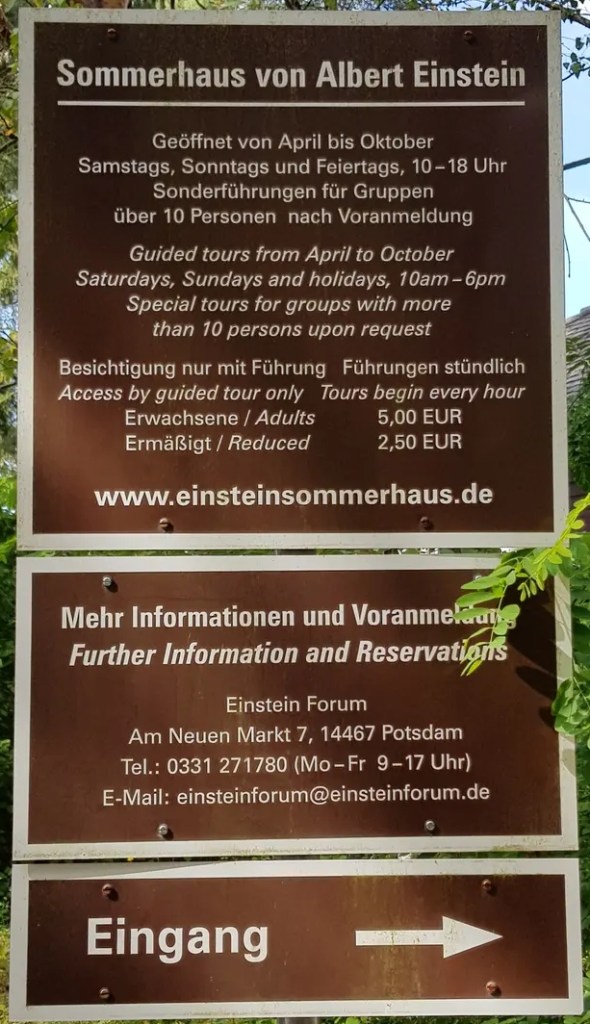 Sommerhaus von Albert Einstein
Geöffnet von April bis Oktober
Samstags, Sonntags und Feiertags, 10–18 Uhr
Sonderführungen für Gruppen
über 10 Personen nach Voranmeldung
Guided tours from April to October
Saturdays, Sundays and holidays, 10am–6pm
Special tours for groups with more
than 10 persons upon request
Besichtigung nur mit Führung Führungen stündlich
Access by guided tour only Tours begin every hour
Erwachsene / Adults 5,00 EUR
Ermäßigt / Reduced 2,50 EUR
www.einsteinsommerhaus.de
Mehr Informationen und Voranmeldung
Further Information and Reservations
Einstein Forum
Am Neuen Markt 7, 14467 Potsdam
Tel.: 0331 271780 (Mo–Fr 9–17 Uhr)
E-Mail: einsteinforum@einsteinforum.de
Eingang